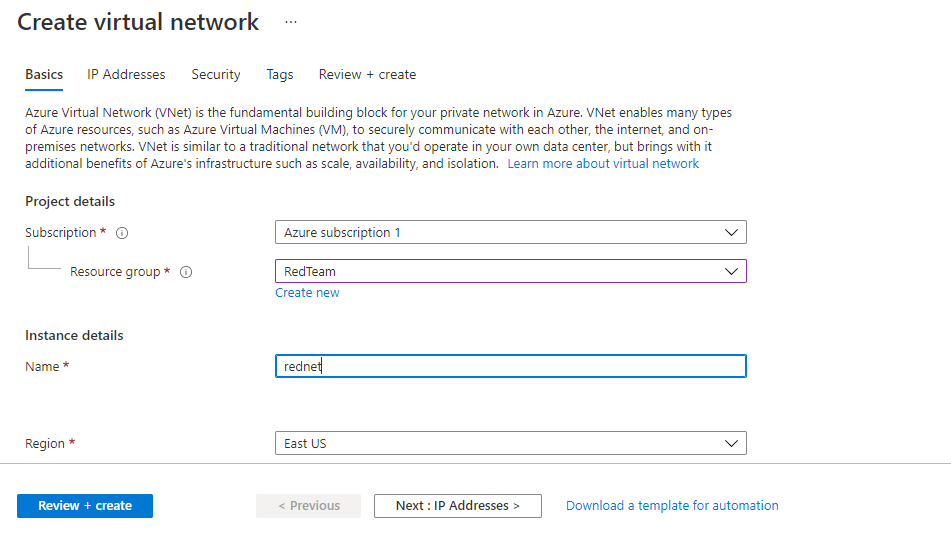 Create virtual network ...
Basics IP Addresses Security Tags Review + create
Azure Virtual Network (VNet) is the fundamental building block for your private network in Azure. VNet enables many types
of Azure resources, such as Azure Virtual Machines (VM), to securely communicate with each other, the internet, and on-
premises networks. VNet is similar to a traditional network that you'd operate in your own data center, but brings with it
additional benefits of Azure's infrastructure such as scale, availability, and isolation. Learn more about virtual network
Project details
Subscription * Azure subscription 1
Resource group * RedTeam
Create new
Instance details
Name * rednet
Region * East US
Review + create < Previous Next : IP Addresses > Download a template for automation